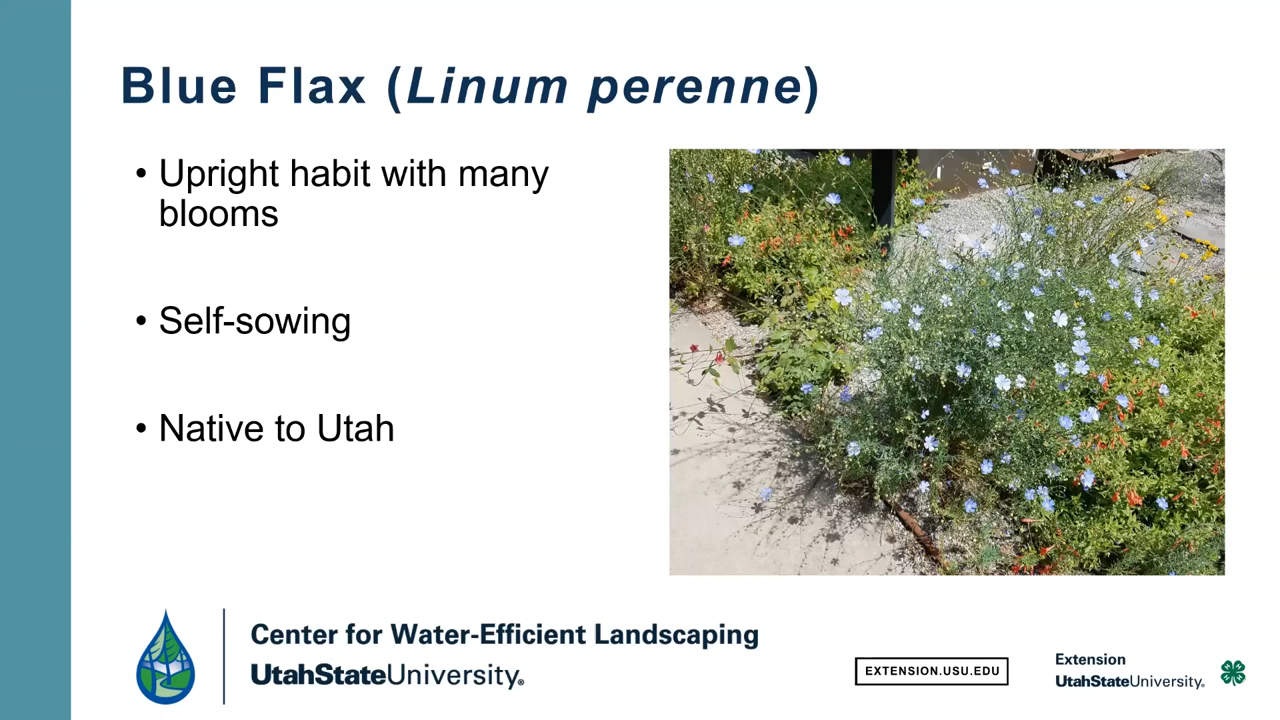 Blue Flax (Linum perenne)
• Upright habit with many
blooms
• Self-sowing
• Native to Utah
Center for Water-Efficient Landscaping
UtahStateUniversity®
EXTENSION.USU.EDU
Extension
UtahStateUniversity®